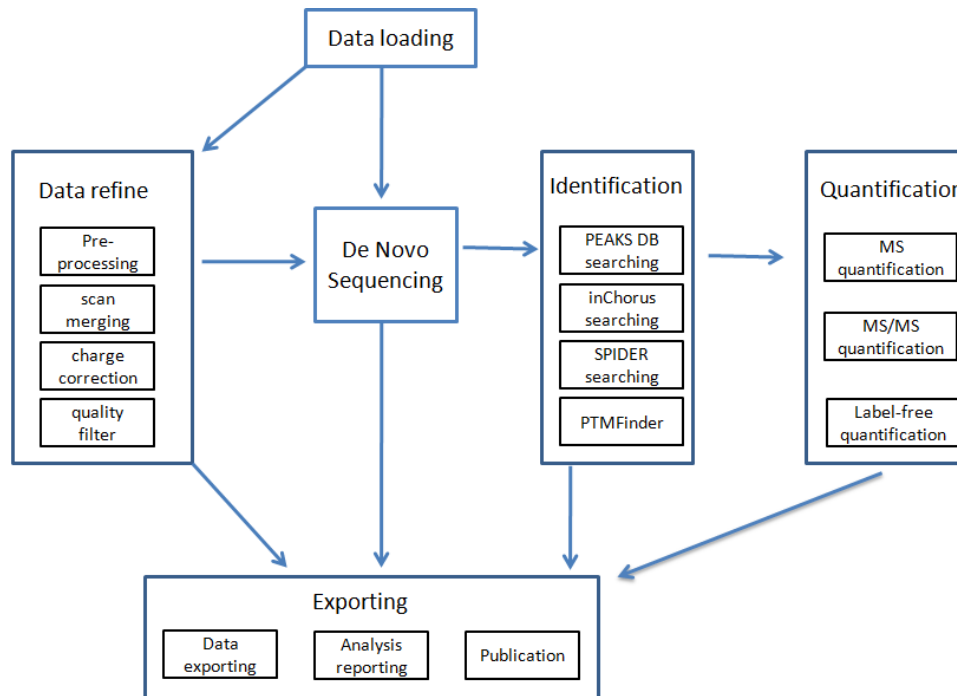 Data loading
Data refine
Pre-
processing
scan
merging
charge
correction
quality
filter
De Novo
Sequencing
Identification
PEAKS DB
searching
inChorus
searching
SPIDER
searching
PTMFinder
Quantification
MS
quantification
MS/MS
quantification
Label-free
quantification
Exporting
Data
exporting
Analysis
reporting
Publication